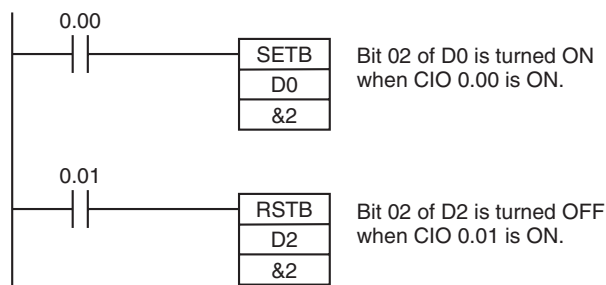 0.00
SETB
D0
&2
Bit 02 of D0 is turned ON
when CIO 0.00 is ON.
0.01
RSTB
D2
&2
Bit 02 of D2 is turned OFF
when CIO 0.01 is ON.